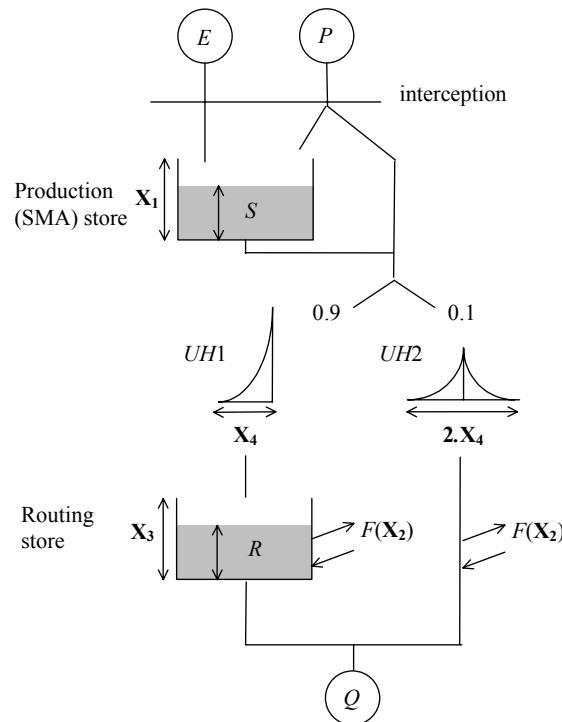 E
P
interception
Production
(SMA) store
X₁
S
0.9
0.1
UH1
UH2
X₄
2.X₄
Routing
store
X₃
R
F(X₂)
F(X₂)
Q